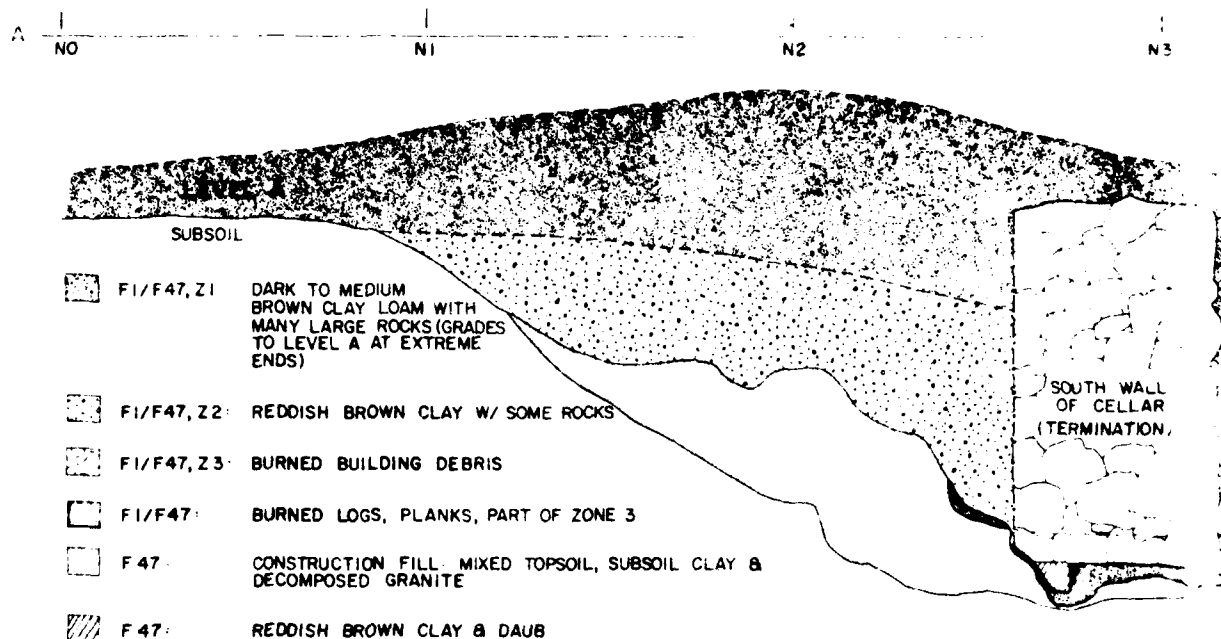 A
N0 N1 N2 N3
LEVEL A
SUBSOIL
F1/F47, Z1 DARK TO MEDIUM
BROWN CLAY LOAM WITH
MANY LARGE ROCKS (GRADES
TO LEVEL A AT EXTREME
ENDS)
F1/F47, Z2: REDDISH BROWN CLAY W/ SOME ROCKS
F1/F47, Z3: BURNED BUILDING DEBRIS
F1/F47: BURNED LOGS, PLANKS, PART OF ZONE 3
F 47: CONSTRUCTION FILL: MIXED TOPSOIL, SUBSOIL CLAY &
DECOMPOSED GRANITE
F 47: REDDISH BROWN CLAY & DAUB
SOUTH WALL
OF CELLAR
(TERMINATION)